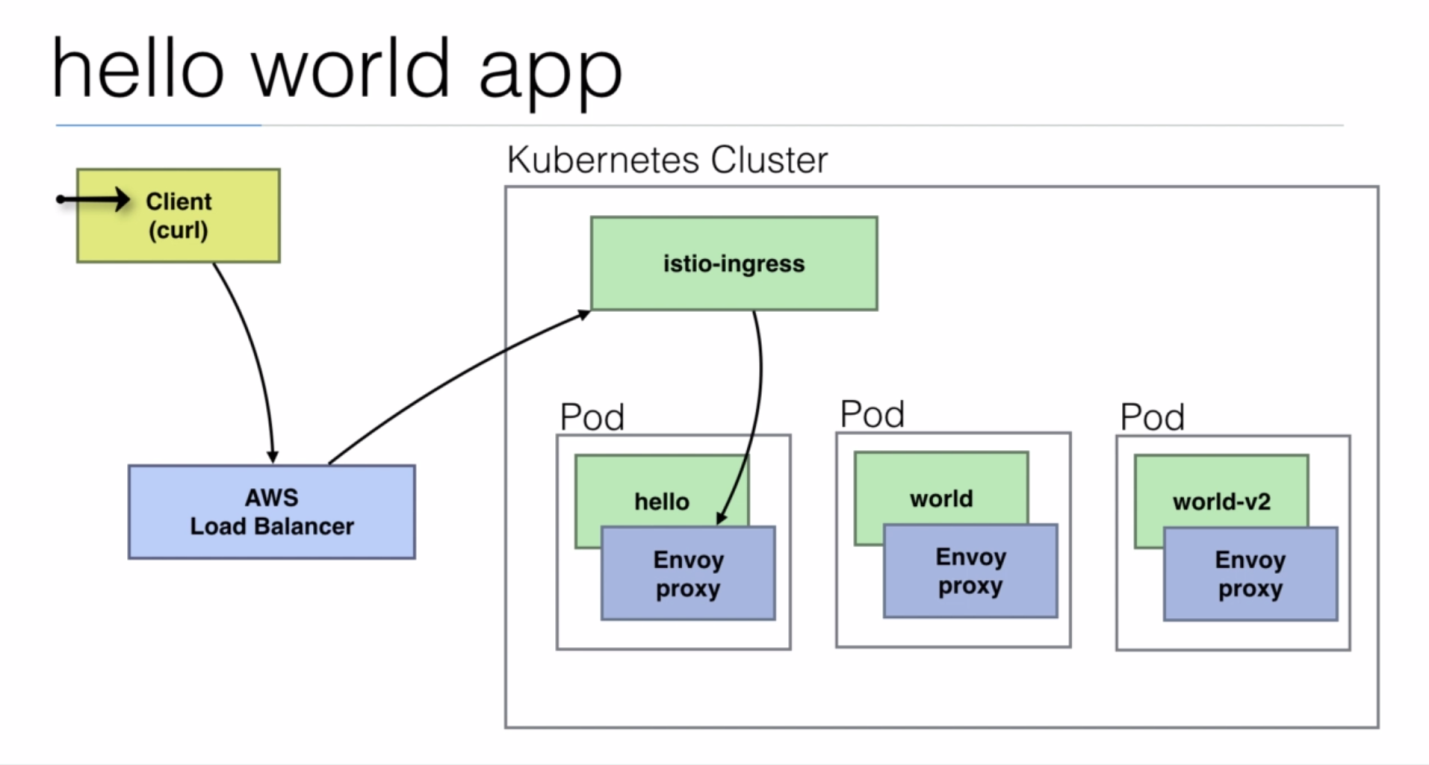 hello world app
Kubernetes Cluster
Client
(curl)
istio-ingress
AWS
Load Balancer
Pod
hello
Envoy
proxy
Pod
world
Envoy
proxy
Pod
world-v2
Envoy
proxy